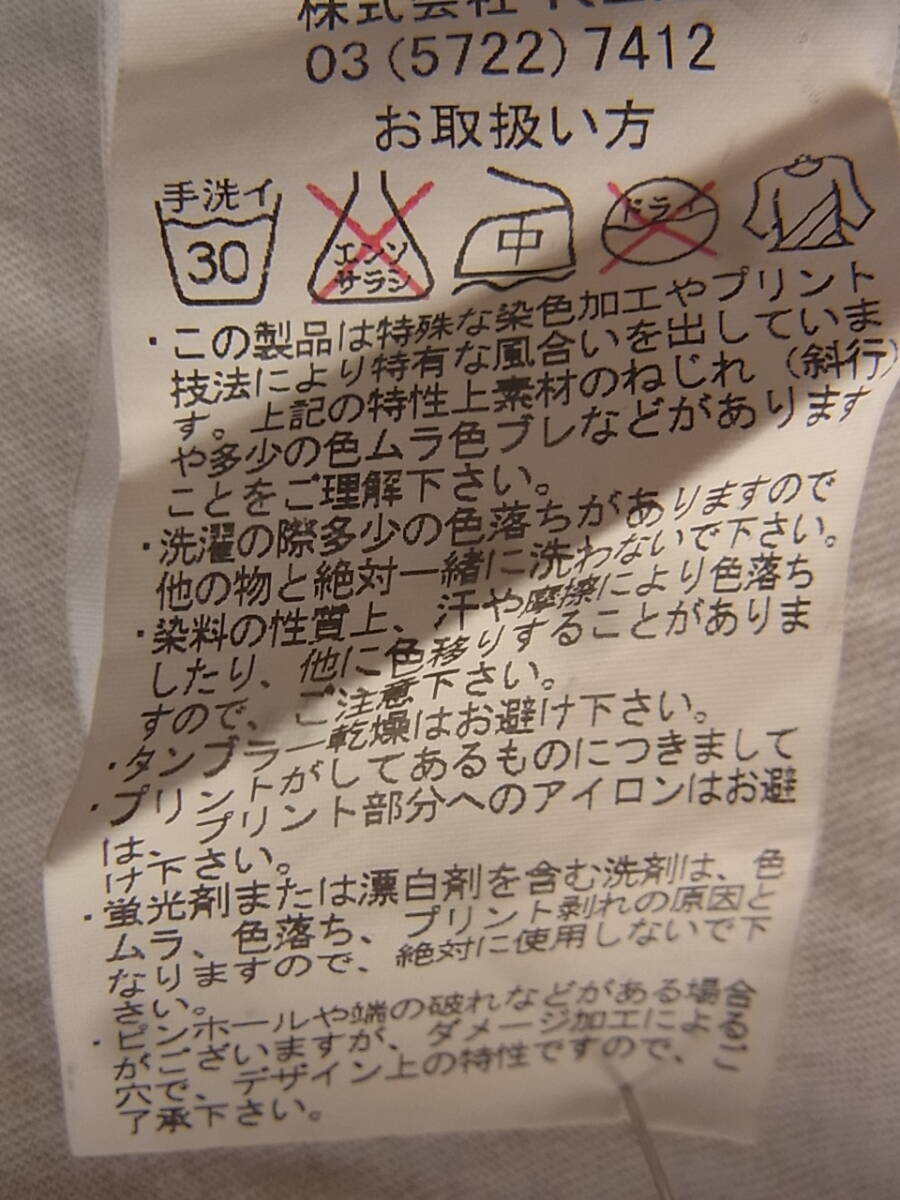 株式会社
03(5722)7412
お取扱い方
手洗イ
30
エンソ
サラシ
中
ドライ
・この製品は特殊な染色加工やプリント
技法により特有な風合いを出していま
す。上記の特性上素材のねじれ(斜行)
や多少の色ムラ色ブレなどがあります
ことをご理解下さい。
・洗濯の際多少の色落ちがありますので
他の物と絶対一緒に洗わないで下さい。
・染料の性質上、汗や摩擦により色落ち
したり、他に色移りすることがありま
すので、ご注意下さい。
・タンブラー乾燥はお避け下さい。
・プリントがしてあるものにつきまして
は、プリント部分へのアイロンはお避
け下さい。
・蛍光剤または漂白剤を含む洗剤は、色
ムラ、色落ち、プリント剥れの原因と
なりますので、絶対に使用しないで下
さい。
・ピンホールや端の破れなどがある場合
がございますが、ダメージ加工による
穴で、デザイン上の特性ですので、ご
了承下さい。